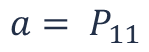 a = P₁₁